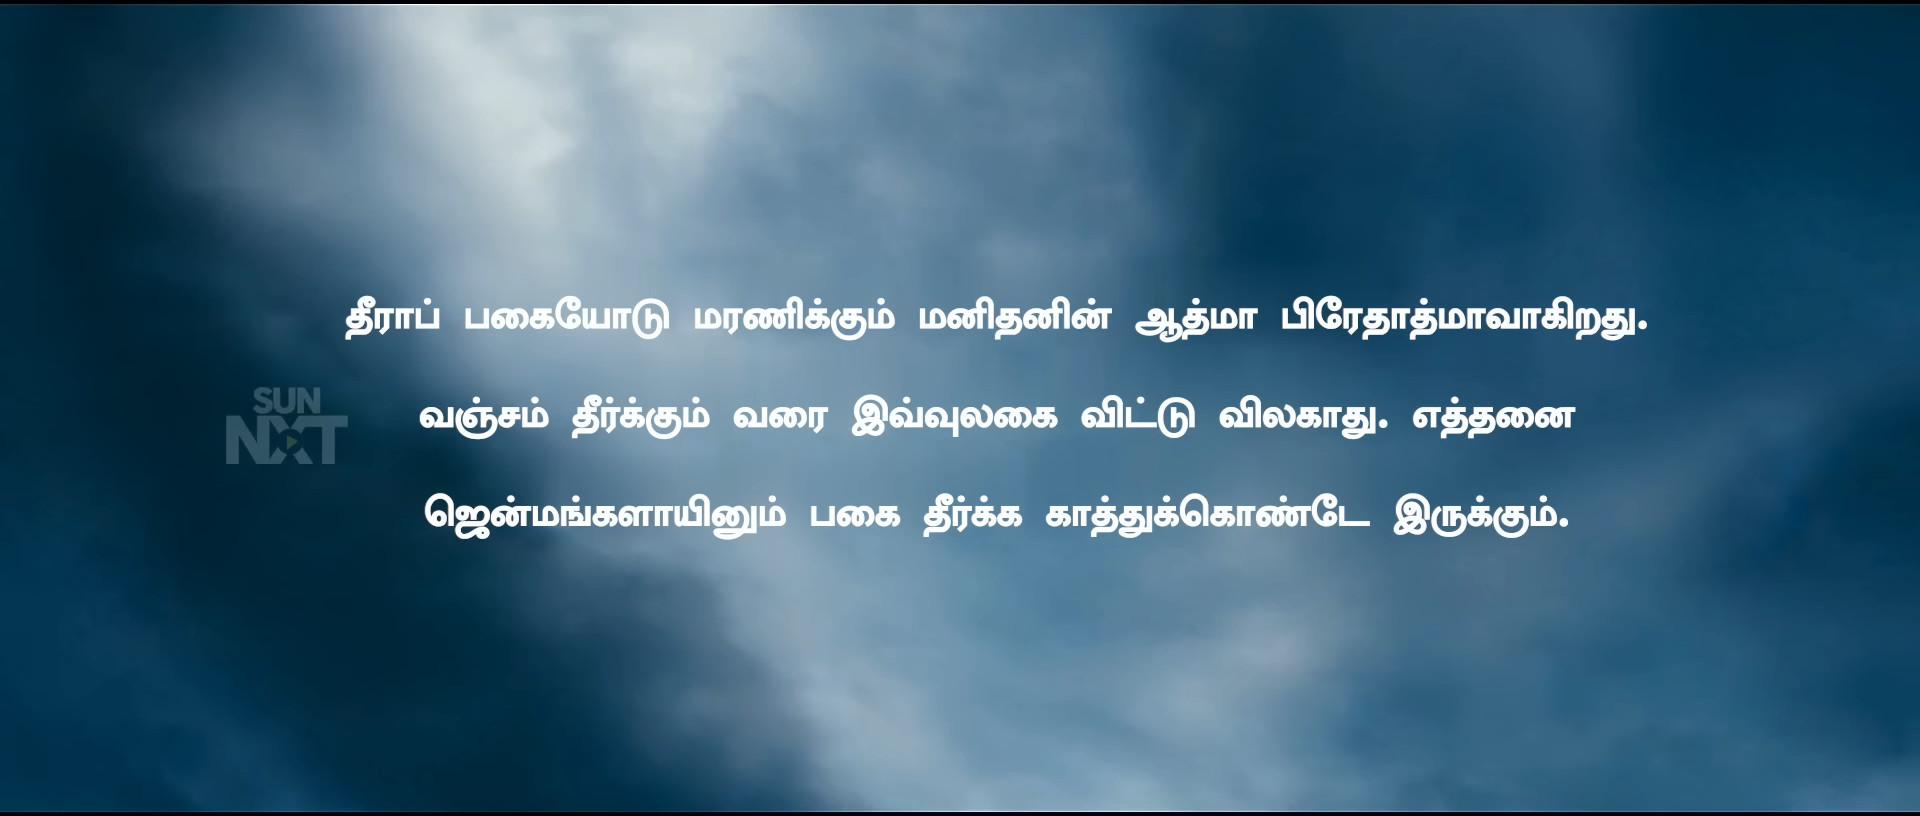 தீராப் பகையோடு மரணிக்கும் மனிதனின் ஆத்மா பிரேதாத்மாவாகிறது.
வஞ்சம் தீர்க்கும் வரை இவ்வுலகை விட்டு விலகாது. எத்தனை
ஜென்மங்களாயினும் பகை தீர்க்க காத்துக்கொண்டே இருக்கும்.
SUN
NXT